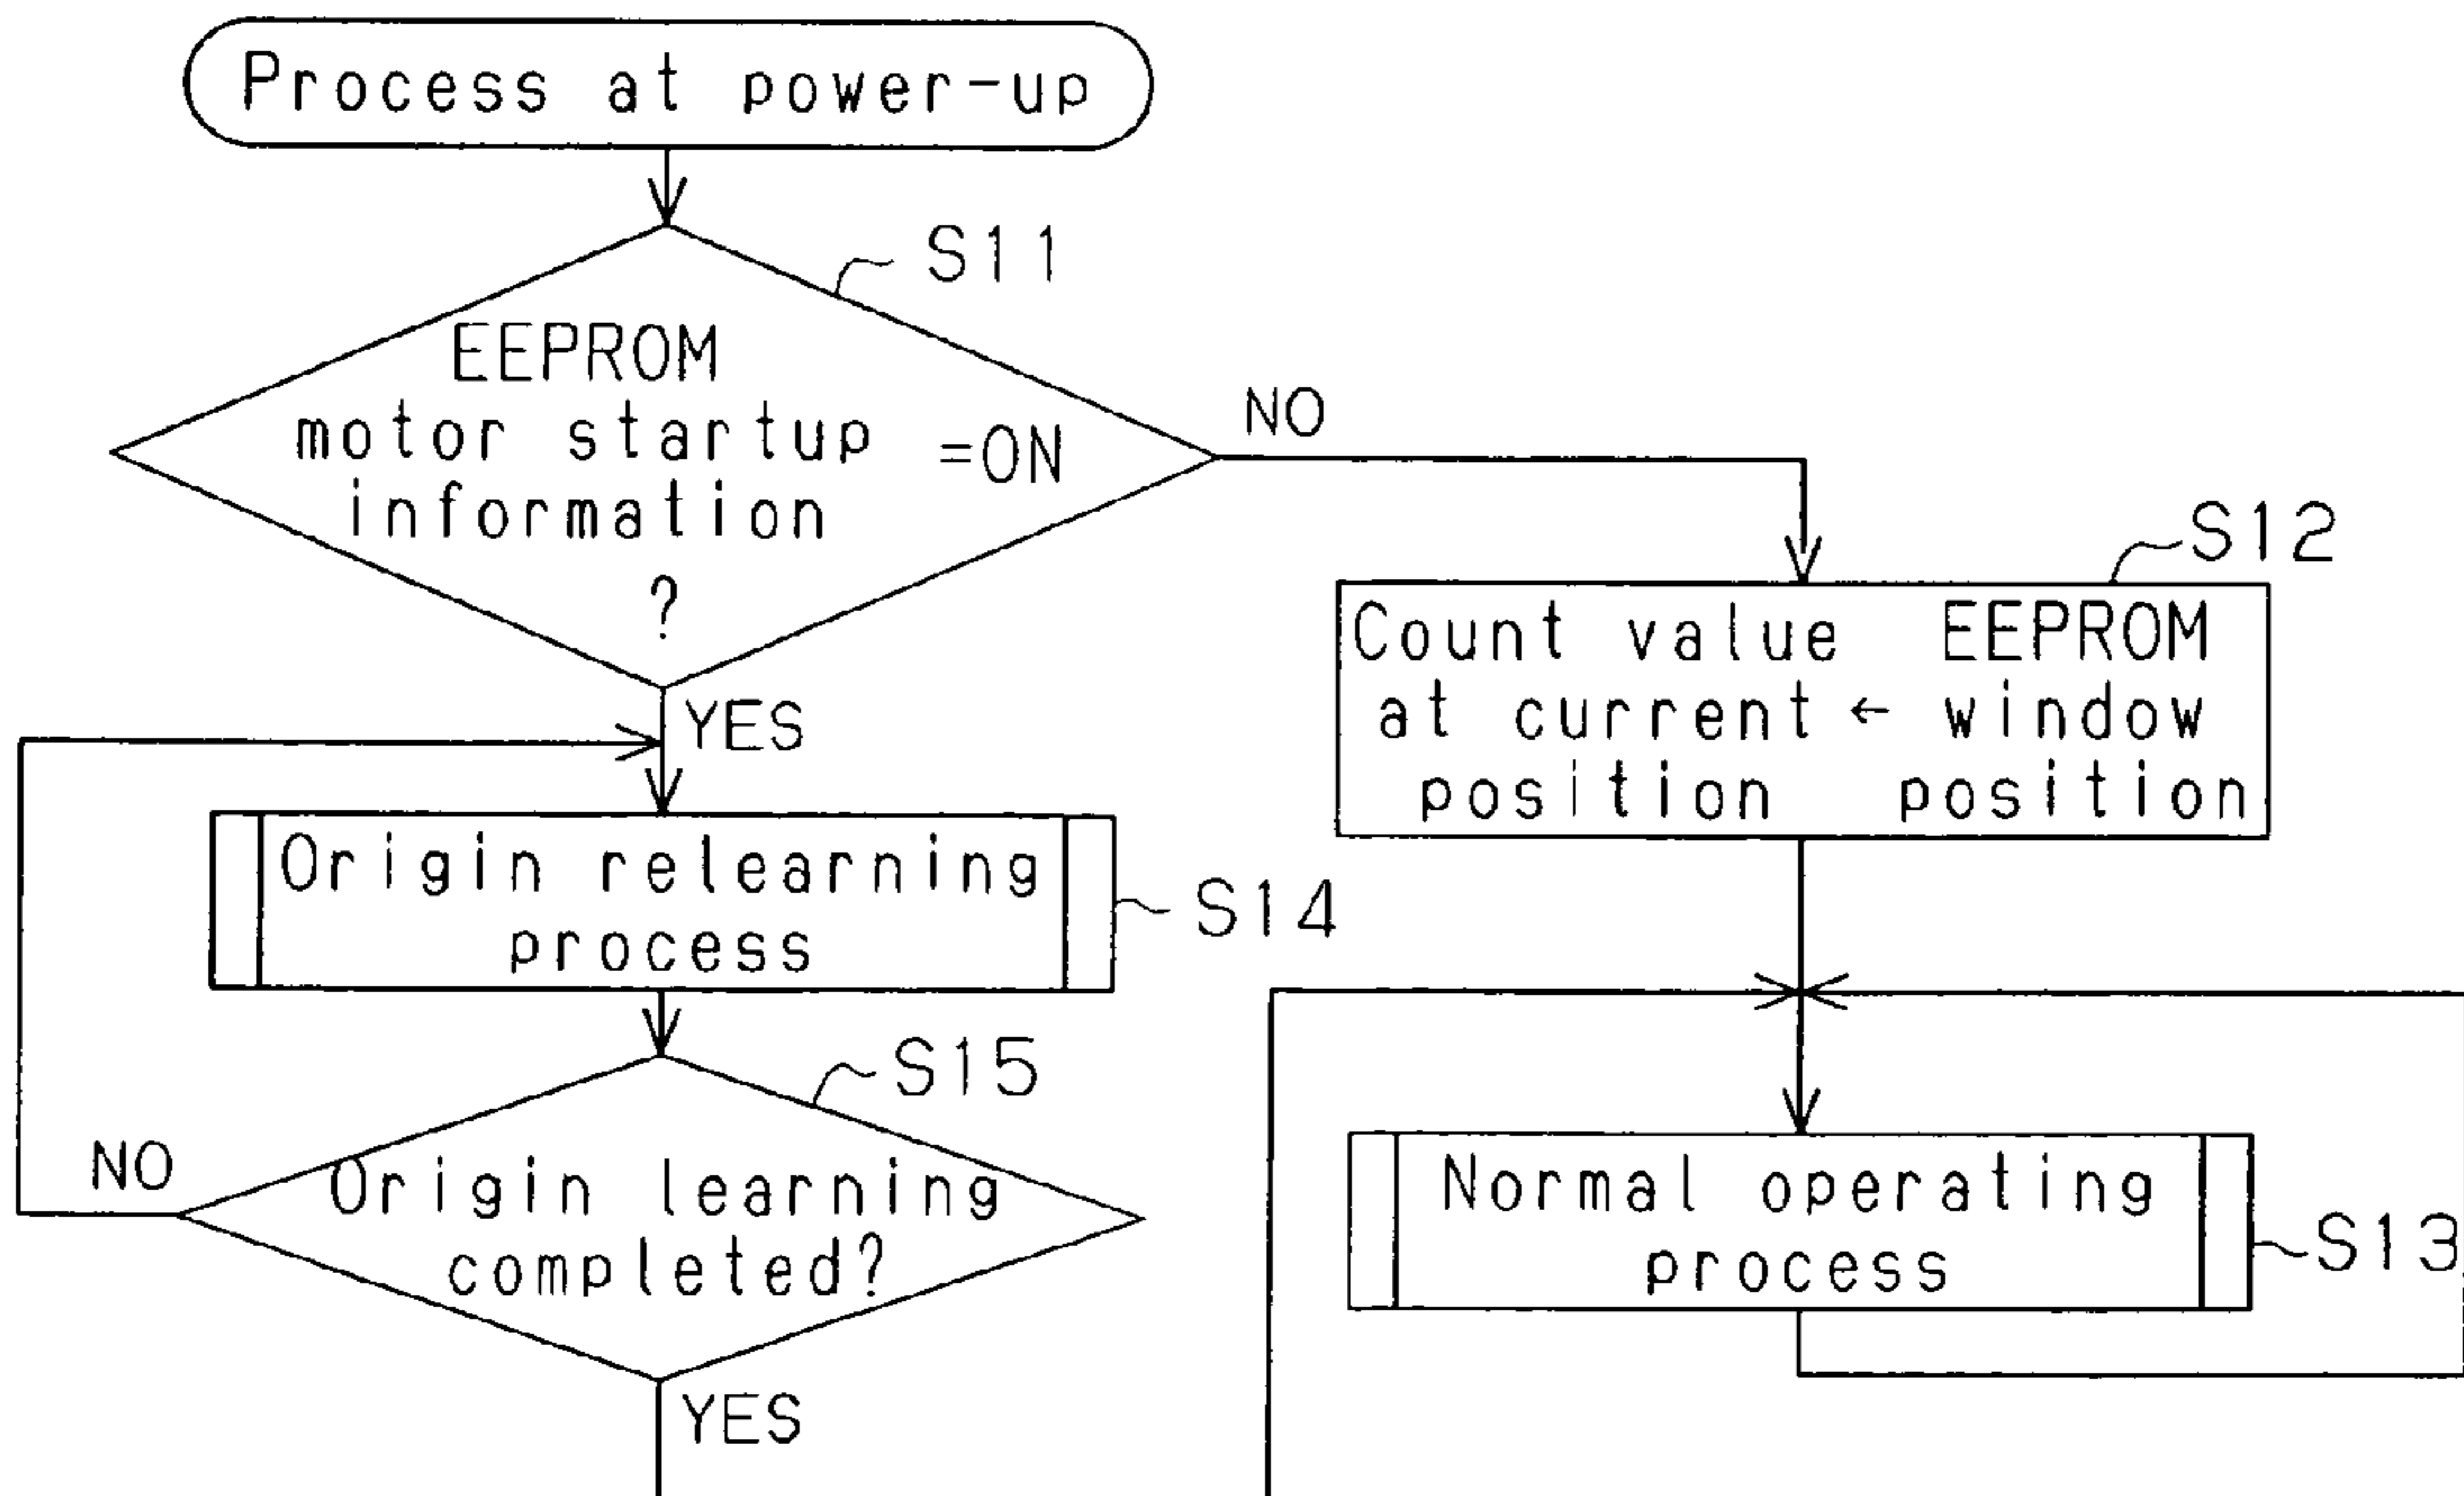 Process at power-up
S11
EEPROM
motor startup =ON
information
?
NO
YES
S12
Count value EEPROM
at current ← window
position position
Origin relearning
process
S14
S15
NO
Origin learning
completed?
YES
Normal operating
process
S13